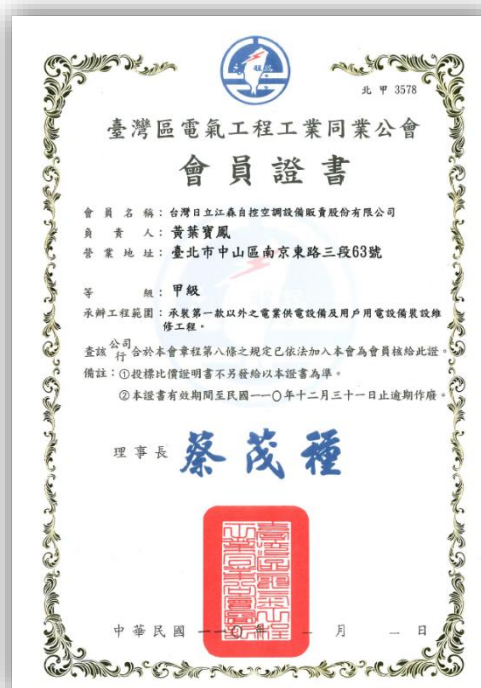 北甲 3578
臺灣區電氣工程工業同業公會
會員證書
會員名稱：台灣日立江森自控空調設備販賣股份有限公司
負責人：黃葉寶鳳
營業地址：臺北市中山區南京東路三段63號
等級：甲級
承辦工程範圍：承裝第一款以外之電業供電設備及用戶用電設備裝設維
修工程。
查該公司行合於本會章程第八條之規定已依法加入本會為會員核給此證。
備註：①投標比價證明書不另發給以本證書為準。
②本證書有效期間至民國一一〇年十二月三十一日止逾期作廢。
理事長 蔡茂種
中華民國一一〇年一月一日